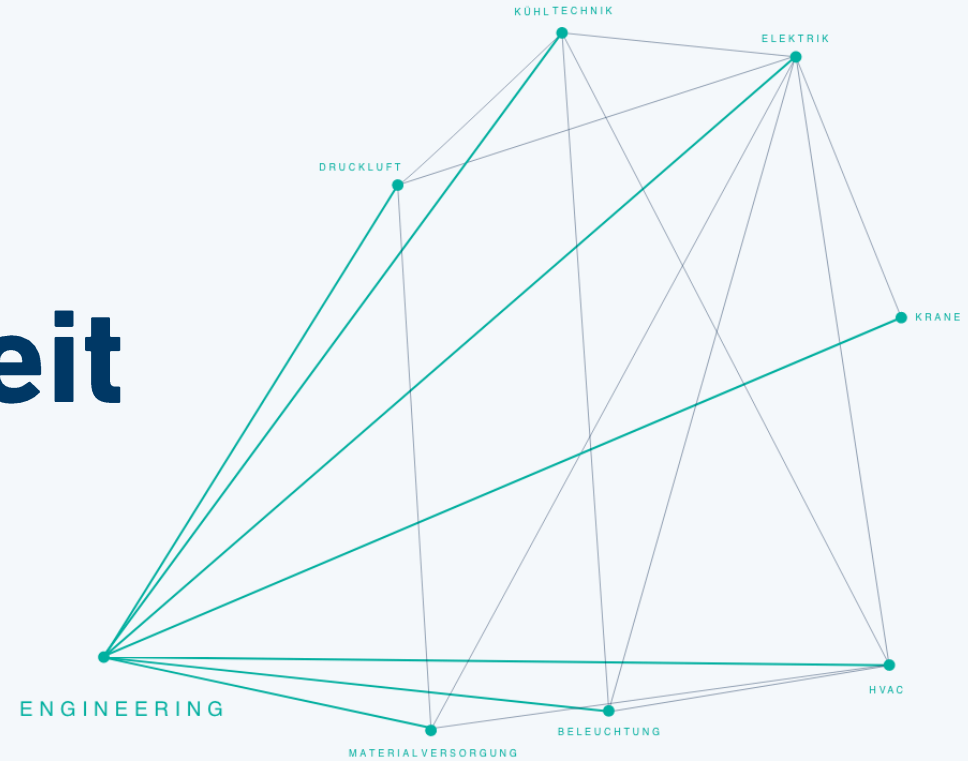 KÜHLTECHNIK
ELEKTRIK
DRUCKLUFT
KRANE
eit
ENGINEERING
HVAC
BELEUCHTUNG
MATERIALVERSORGUNG